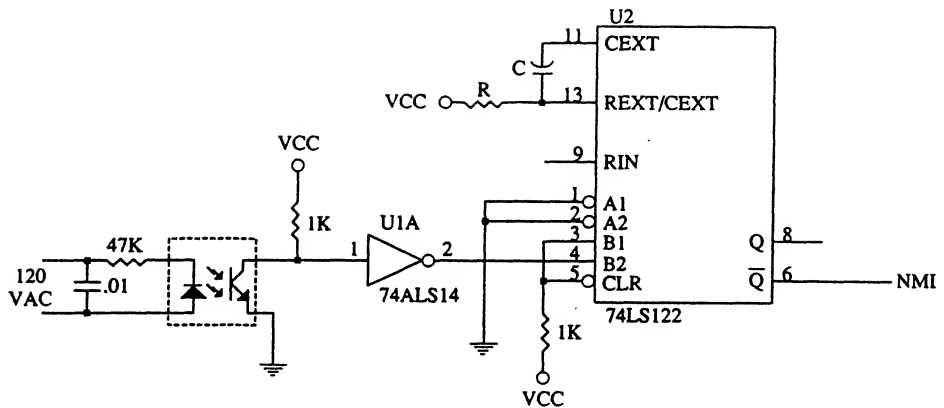 U2
11
CEXT
C
R
VCC
13
REXT/CEXT
VCC
9
RIN
1K
U1A
1
2
74ALS14
1
A1
2
A2
3
B1
4
B2
5
CLR
Q
8
Q
6
NMI
74LS122
47K
120
VAC
.01
1K
VCC